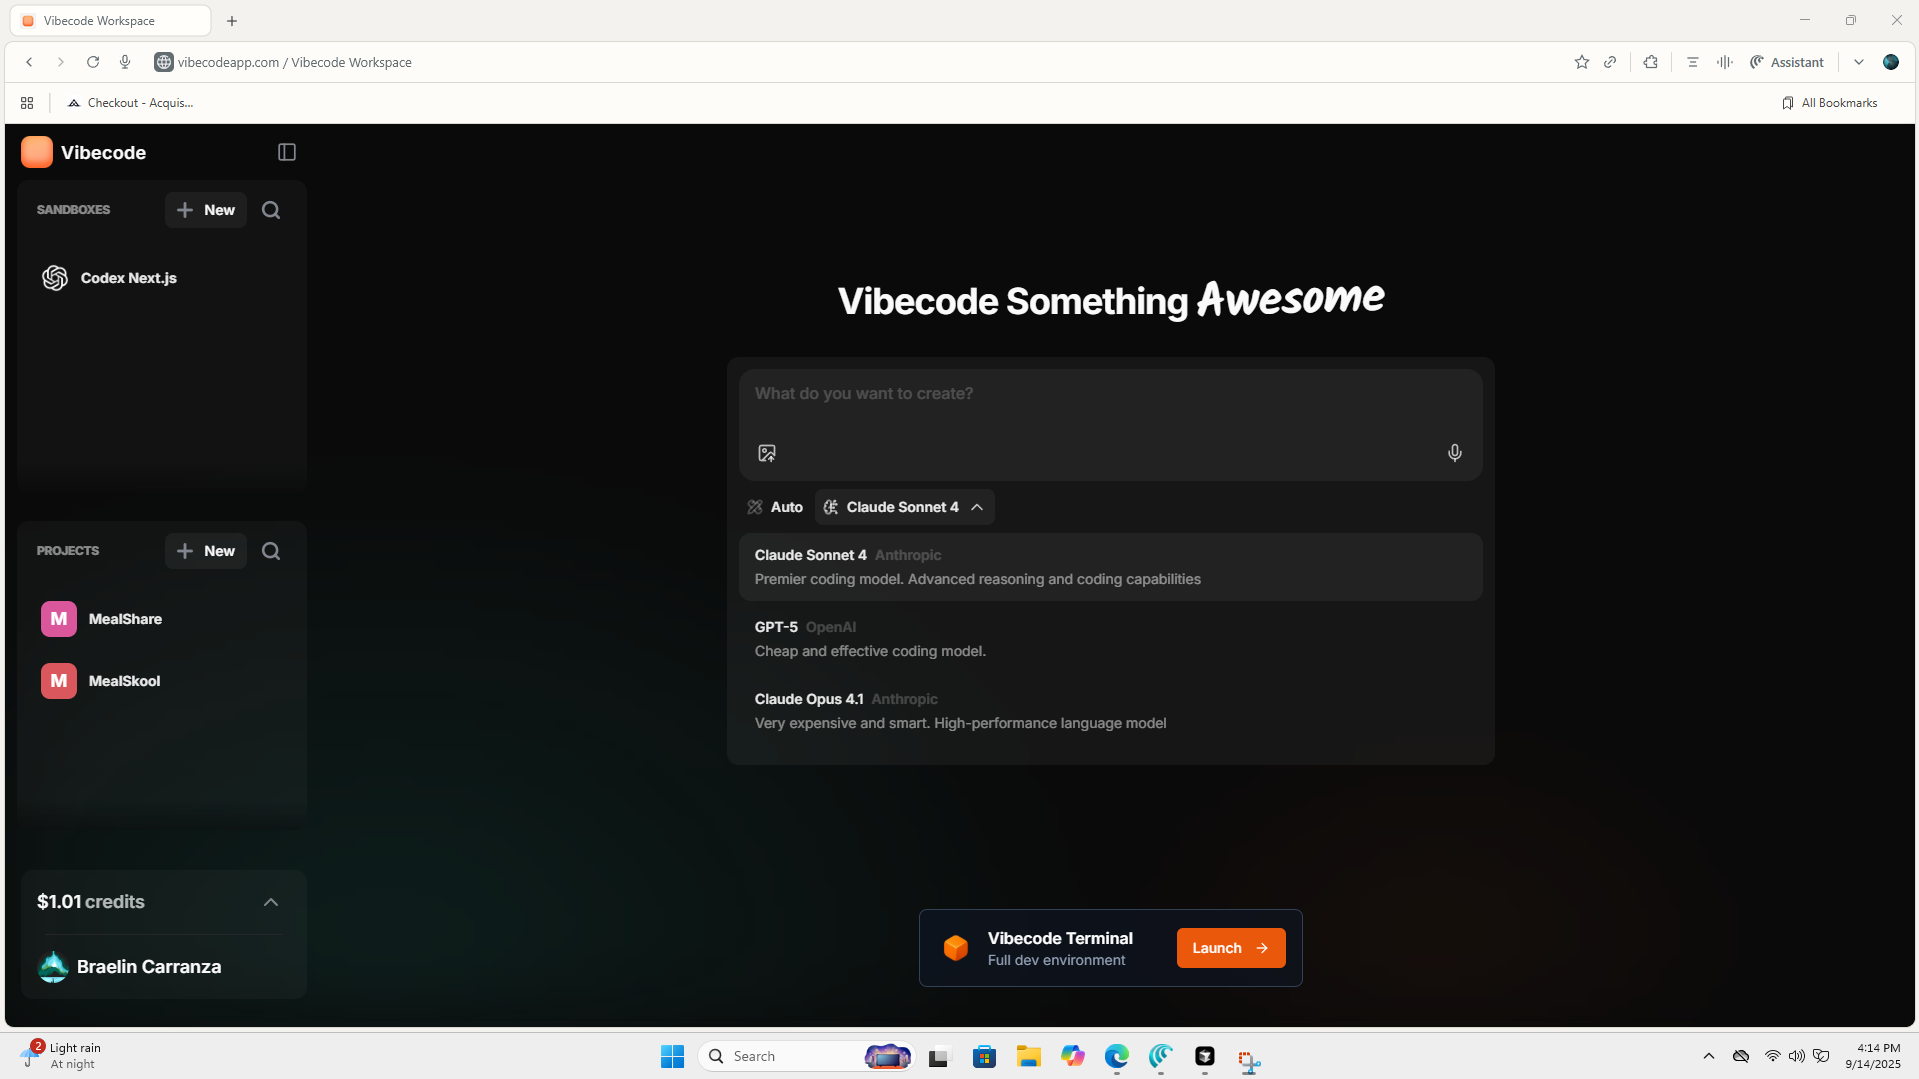 Vibecode Workspace
vibecodeapp.com / Vibecode Workspace
Assistant
Checkout - Acquis...
All Bookmarks
Vibecode
SANDBOXES
New
Codex Next.js
PROJECTS
New
M MealShare
M MealSkool
$1.01 credits
Braelin Carranza
Vibecode Something Awesome
What do you want to create?
Auto
Claude Sonnet 4
Claude Sonnet 4 Anthropic
Premier coding model. Advanced reasoning and coding capabilities
GPT-5 OpenAI
Cheap and effective coding model.
Claude Opus 4.1 Anthropic
Very expensive and smart. High-performance language model
Vibecode Terminal
Full dev environment
Launch
2
Light rain
At night
Search
4:14 PM
9/14/2025